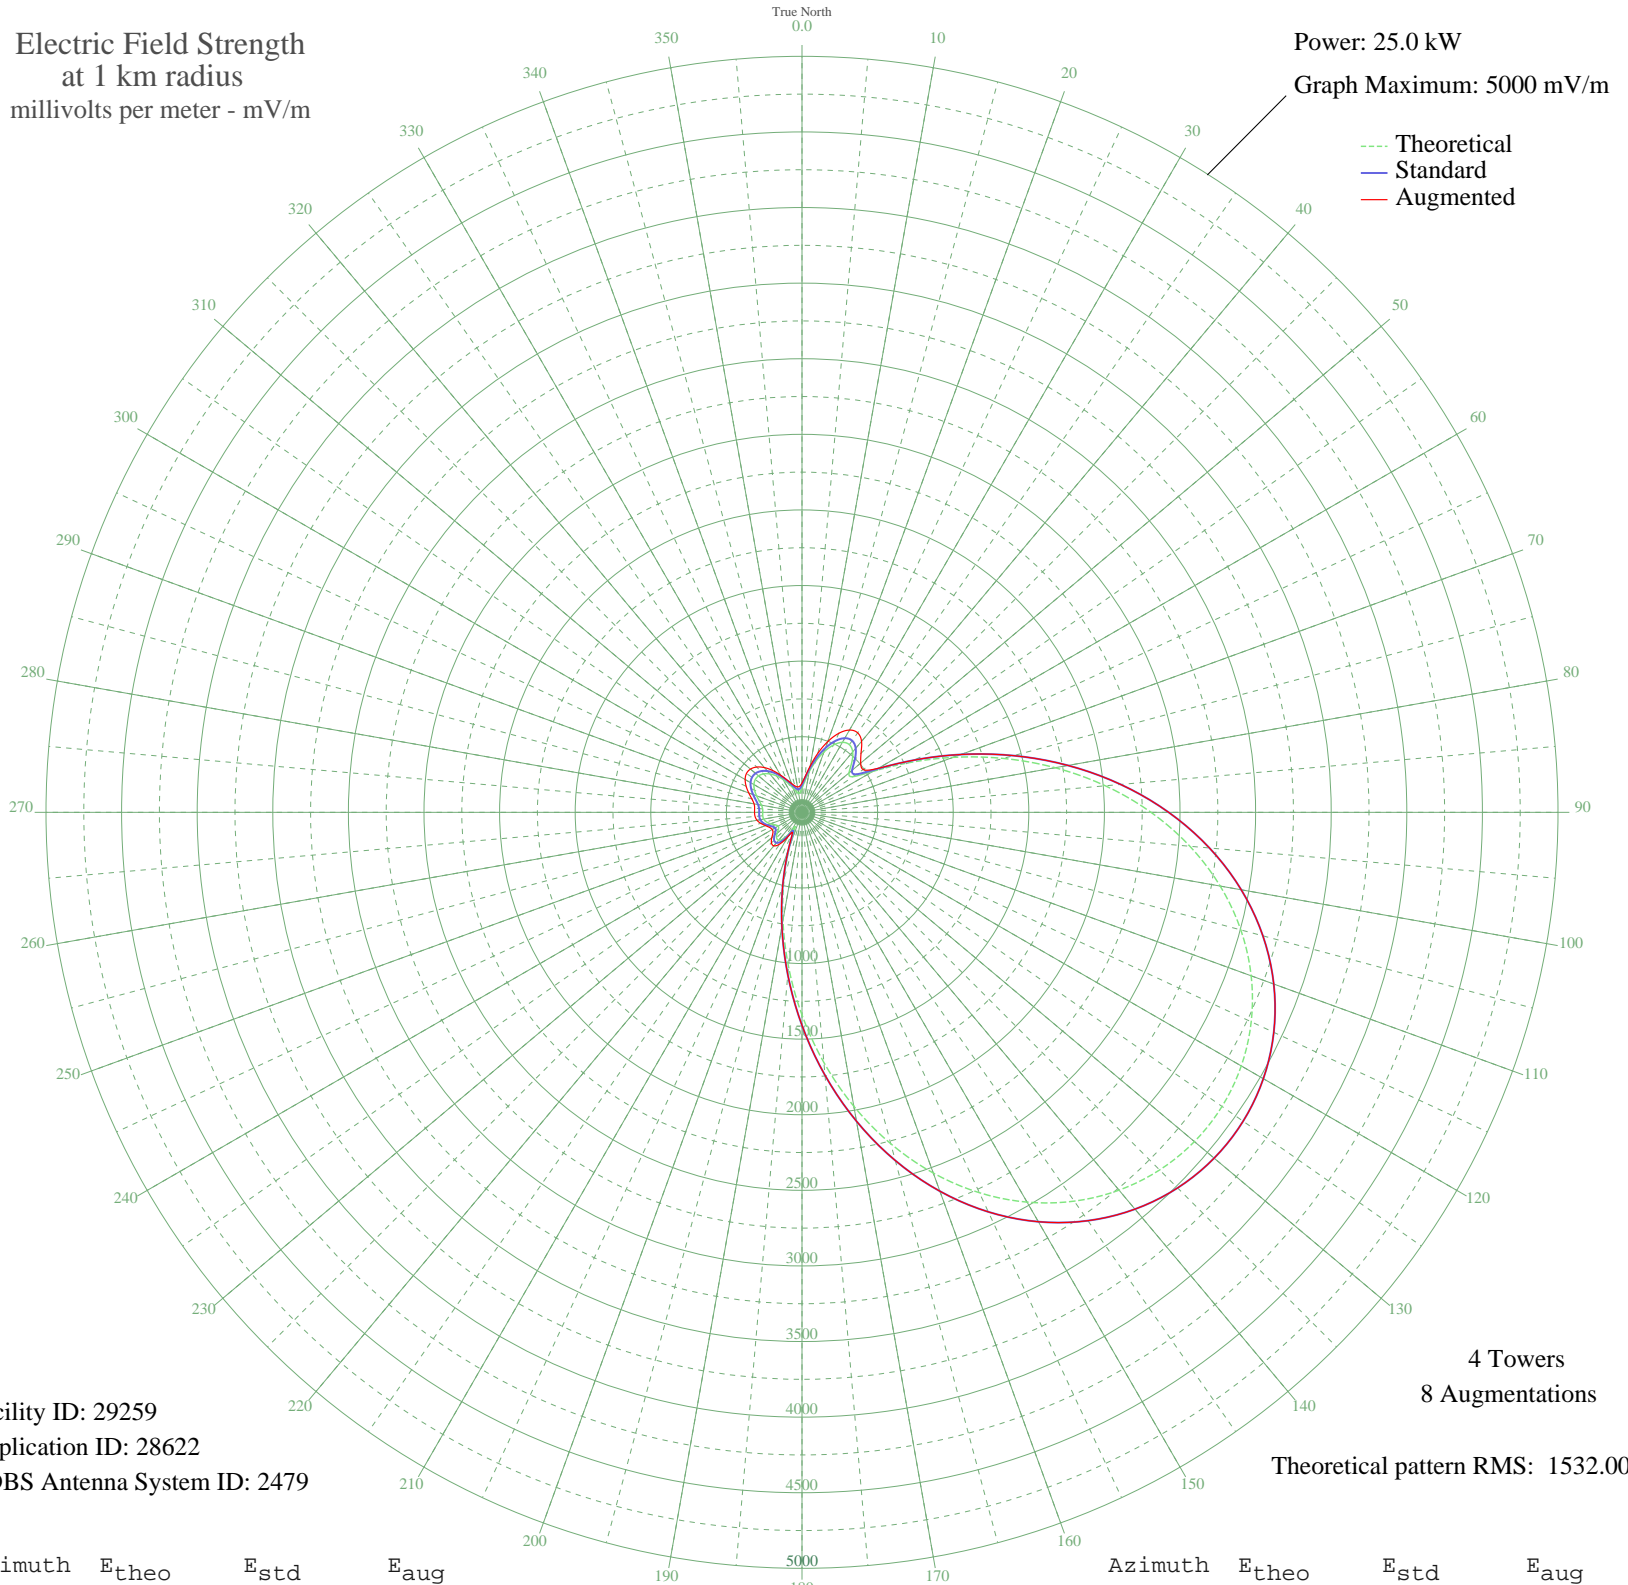 True North
0.0
Electric Field Strength
at 1 km radius
millivolts per meter - mV/m
Power: 25.0 kW
Graph Maximum: 5000 mV/m
Theoretical
Standard
Augmented
10
20
30
40
50
60
70
80
90
100
110
120
130
140
150
160
170
190
200
210
220
230
240
250
260
270
280
290
300
310
320
330
340
350
1000
1500
2000
2500
3000
3500
4000
4500
5000
4 Towers
8 Augmentations
Theoretical pattern RMS: 1532.00
cility ID: 29259
plication ID: 28622
DBS Antenna System ID: 2479
imuth Etheo Estd Eaug
Azimuth Etheo Estd Eaug